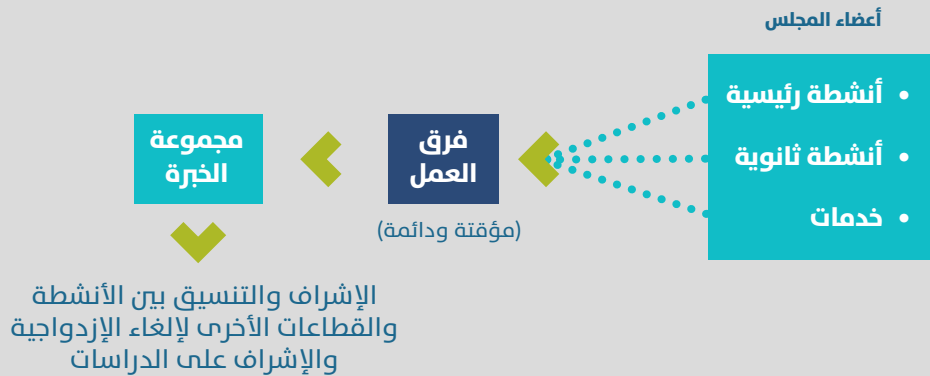 أعضاء المجلس
• أنشطة رئيسية
• أنشطة ثانوية
• خدمات
فرق
العمل
(مؤقتة ودائمة)
مجموعة
الخبرة
الإشراف والتنسيق بين الأنشطة
والقطاعات الأخرى لإلغاء الإزدواجية
والإشراف على الدراسات